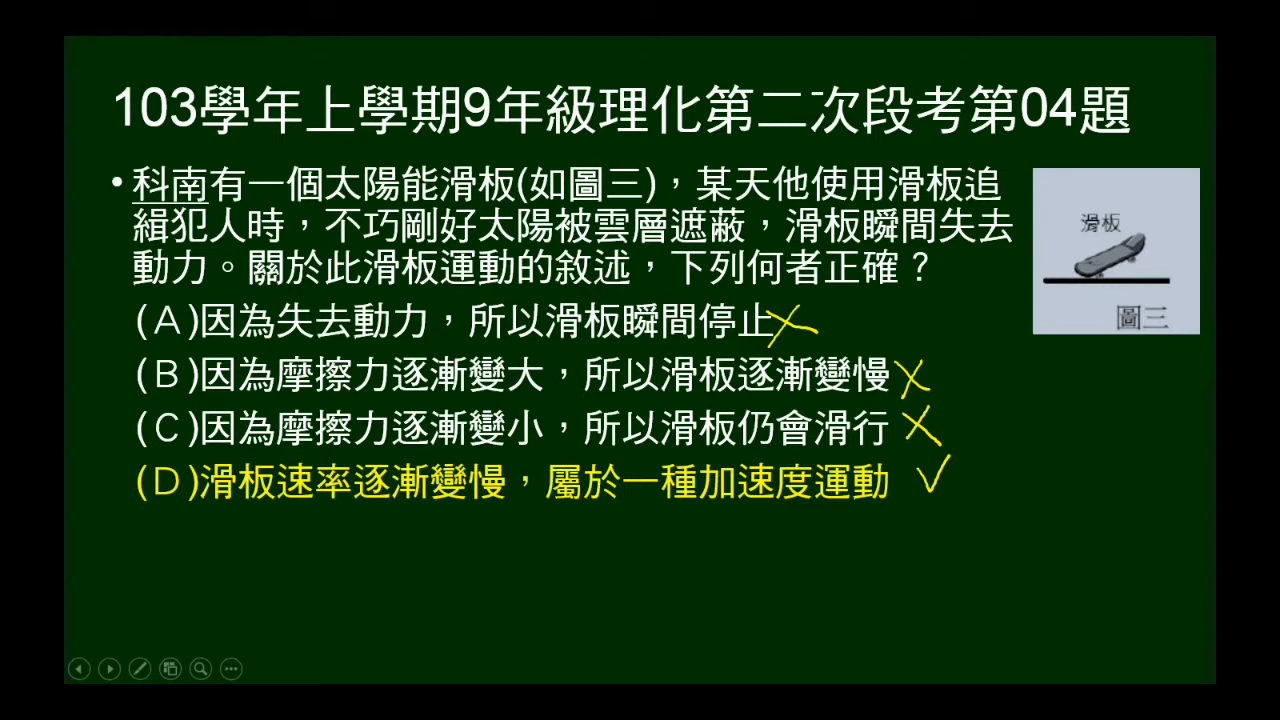 103學年上學期9年級理化第二次段考第04題
•科南有一個太陽能滑板(如圖三)，某天他使用滑板追
緝犯人時，不巧剛好太陽被雲層遮蔽，滑板瞬間失去
動力。關於此滑板運動的敘述，下列何者正確？
(Ａ)因為失去動力，所以滑板瞬間停止
(Ｂ)因為摩擦力逐漸變大，所以滑板逐漸變慢
(Ｃ)因為摩擦力逐漸變小，所以滑板仍會滑行
(Ｄ)滑板速率逐漸變慢，屬於一種加速度運動
滑板
圖三